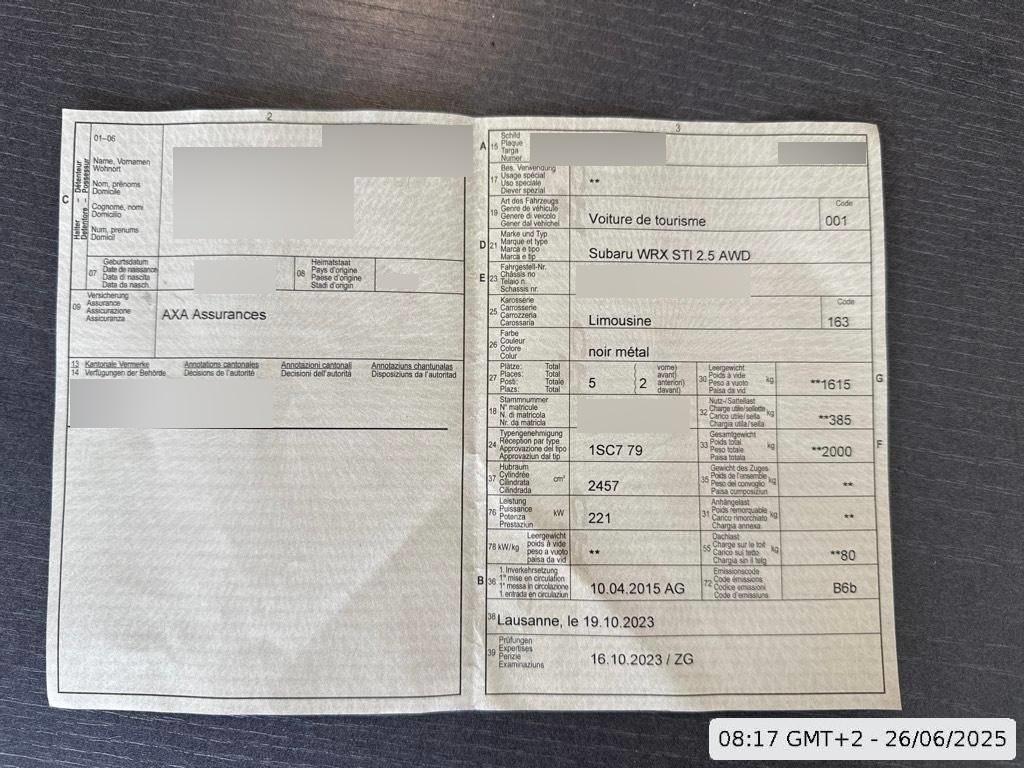 2
01–06
Halter - Détenteur
Detentore - Possessur
Name, Vornamen
Wohnort
C
Nom, prénoms
Domicile
Cognome, nomi
Domicilio
Num, prenums
Domicil
07
Geburtsdatum
Date de naissance
Data di nascita
Data da nasch.
08
Heimatstaat
Pays d'origine
Paese d'origine
Stadi d'origin
09
Versicherung
Assurance
Assicurazione
Assicuranza
AXA Assurances
13 Kantonale Vermerke Annotations cantonales Annotazioni cantonali Annotaziuns chantunalas
14 Verfügungen der Behörde Décisions de l'autorité Decisioni dell'autorità Disposiziuns da l'autoritad
3
A 15
Schild
Plaque
Targa
Numer
17
Bes. Verwendung
Usage spécial
Uso speciale
Diever spezial
**
19
Art des Fahrzeugs
Genre de véhicule
Genere di veicolo
Gener dal vehichel
Voiture de tourisme
Code
001
D 21
Marke und Typ
Marque et type
Marca e tipo
Marca e tip
Subaru WRX STI 2.5 AWD
E 23
Fahrgestell-Nr.
Châssis no
Telaio n.
Schassis nr.
25
Karosserie
Carrosserie
Carrozzeria
Carossaria
Limousine
Code
163
26
Farbe
Couleur
Colore
Colur
noir métal
27
Plätze: Total
Places: Total
Posti: Totale
Plazs: Total
5
2
vorne)
avant)
anteriori)
davant)
30
Leergewicht
Poids à vide
Peso a vuoto
Paisa da vid
kg
**1615
G
18
Stammnummer
N° matricule
N. di matricola
Nr. da matricla
32
Nutz-/Sattellast
Charge utile/sellette
Carico utile/sella
Chargia utila/sella
kg
**385
24
Typengenehmigung
Réception par type
Approvazione del tipo
Approvaziun dal tip
1SC7 79
33
Gesamtgewicht
Poids total
Peso totale
Paisa totala
kg
**2000
F
37
Hubraum
Cylindrée
Cilindrata
Cilindrada
cm³
2457
35
Gewicht des Zuges
Poids de l'ensemble
Peso del convoglio
Paisa cumposiziun
kg
**
76
Leistung
Puissance
Potenza
Prestaziun
kW
221
31
Anhängelast
Poids remorquable
Carico rimorchiato
Chargia annexa
kg
**
78 kW/kg
Leergewicht
poids à vide
peso a vuoto
paisa da vid
**
55
Dachlast
Charge sur le toit
Carico sul tetto
Chargia sin il tetg
kg
**80
B 36
1. Inverkehrsetzung
1re mise en circulation
1a messa in circolazione
1. entrada en circulaziun
10.04.2015 AG
72
Emissionscode
Code émissions
Codice emissioni
Code d'emissiuns
B6b
38
Lausanne, le 19.10.2023
39
Prüfungen
Expertises
Perizie
Examinaziuns
16.10.2023 / ZG
08:17 GMT+2 - 26/06/2025